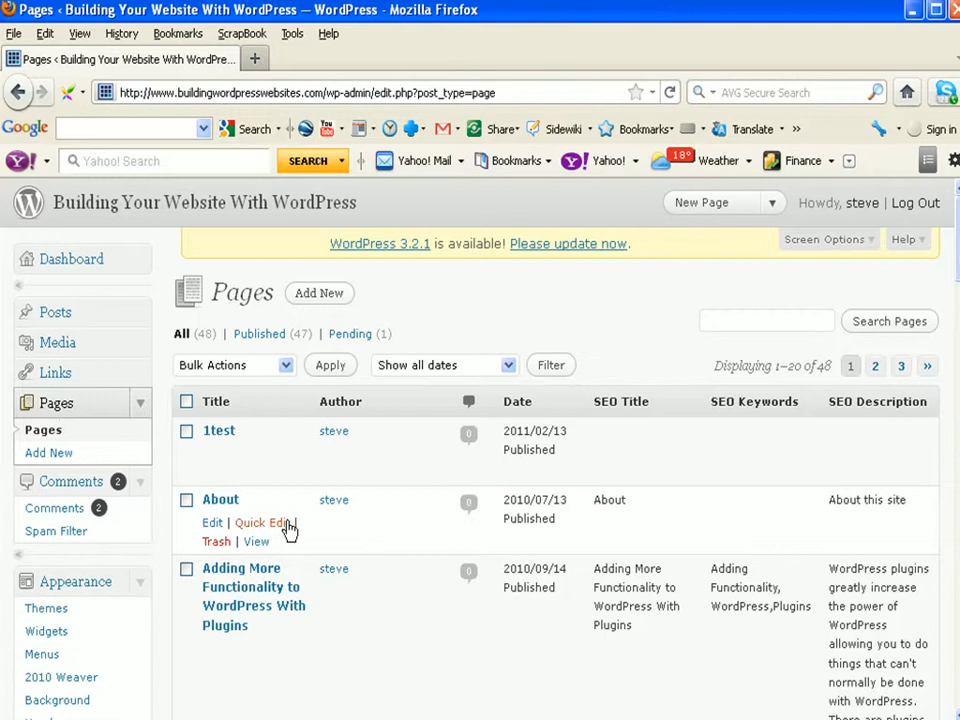 Pages ‹ Building Your Website With WordPress — WordPress - Mozilla Firefox
File Edit View History Bookmarks ScrapBook Tools Help
Pages ‹ Building Your Website With WordPre...
http://www.buildingwordpresswebsites.com/wp-admin/edit.php?post_type=page
AVG Secure Search
Google Search Share Sidewiki Bookmarks Translate » Sign in
Yahoo! Search SEARCH Yahoo! Mail Bookmarks Yahoo! 18° Weather Finance
Building Your Website With WordPress New Page Howdy, steve | Log Out
WordPress 3.2.1 is available! Please update now. Screen Options Help
Dashboard
Posts
Media
Links
Pages
Pages
Add New
Comments 2
Comments 2
Spam Filter
Appearance
Themes
Widgets
Menus
2010 Weaver
Background
Pages Add New
Search Pages
All (48) | Published (47) | Pending (1)
Bulk Actions Apply Show all dates Filter Displaying 1–20 of 48 1 2 3 »
Title Author Date SEO Title SEO Keywords SEO Description
1test steve 0 2011/02/13
Published
About steve 0 2010/07/13 About About this site
Published
Edit | Quick Edit |
Trash | View
Adding More steve 0 2010/09/14 Adding More Adding WordPress plugins
Functionality to Published Functionality to Functionality, greatly increase
WordPress With WordPress With WordPress,Plugins the power of
Plugins Plugins WordPress
allowing you to do
things that can't
normally be done
with WordPress.
There are plugins